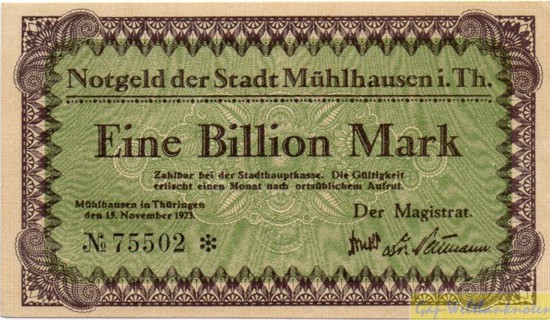 Notgeld der Stadt Mühlhausen i. Th.
Eine Billion Mark
Zahlbar bei der Stadthauptkasse. Die Gültigkeit
erlischt einen Monat nach ortsüblichem Aufruf.
Mühlhausen in Thüringen
den 15. November 1923.
Der Magistrat.
№ 75502 *